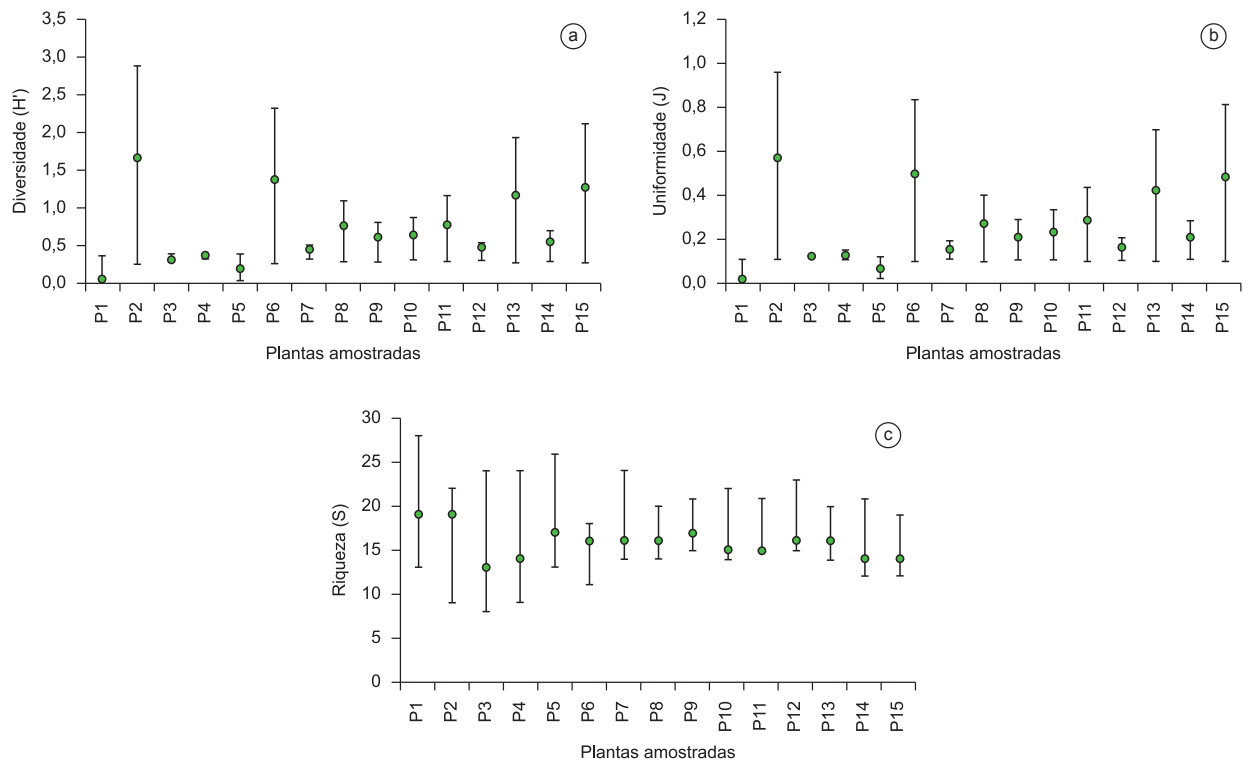 3,5
3,0
2,5
2,0
1,5
1,0
0,5
0,0
Diversidade (H')
a
P1 P2 P3 P4 P5 P6 P7 P8 P9 P10 P11 P12 P13 P14 P15
Plantas amostradas
1,2
1,0
0,8
0,6
0,4
0,2
0,0
Uniformidade (J)
b
P1 P2 P3 P4 P5 P6 P7 P8 P9 P10 P11 P12 P13 P14 P15
Plantas amostradas
30
25
20
15
10
5
0
Riqueza (S)
c
P1 P2 P3 P4 P5 P6 P7 P8 P9 P10 P11 P12 P13 P14 P15
Plantas amostradas